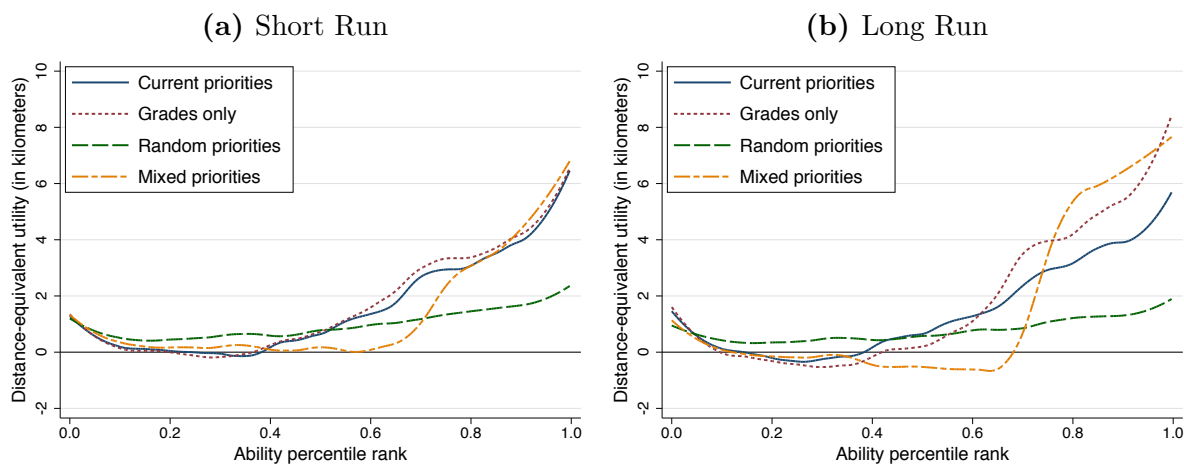 (a) Short Run
Distance-equivalent utility (in kilometers)
10
8
6
4
2
0
-2
Current priorities
Grades only
Random priorities
Mixed priorities
0.0 0.2 0.4 0.6 0.8 1.0
Ability percentile rank
(b) Long Run
Distance-equivalent utility (in kilometers)
10
8
6
4
2
0
-2
Current priorities
Grades only
Random priorities
Mixed priorities
0.0 0.2 0.4 0.6 0.8 1.0
Ability percentile rank